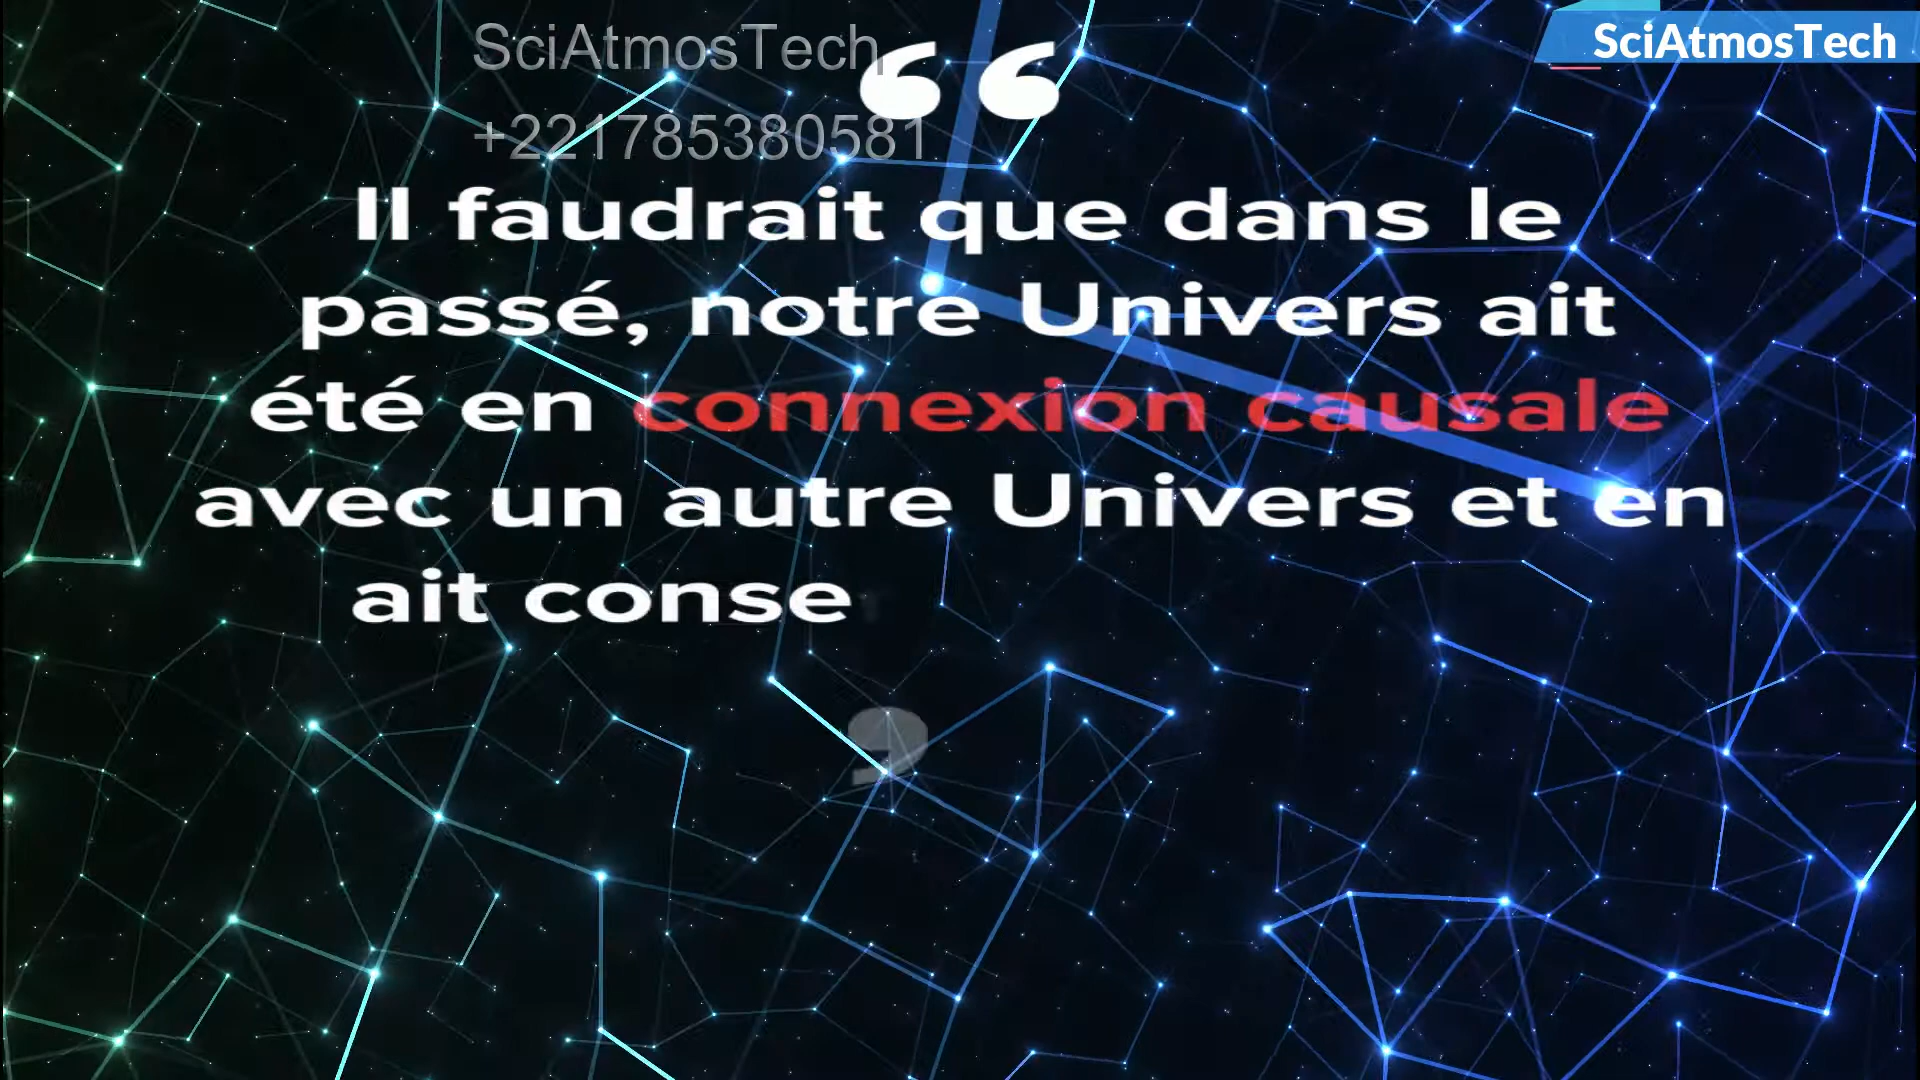 SciAtmosTech
SciAtmosTech
+221785380581
“
Il faudrait que dans le
passé, notre Univers ait
été en connexion causale
avec un autre Univers et en
ait conse